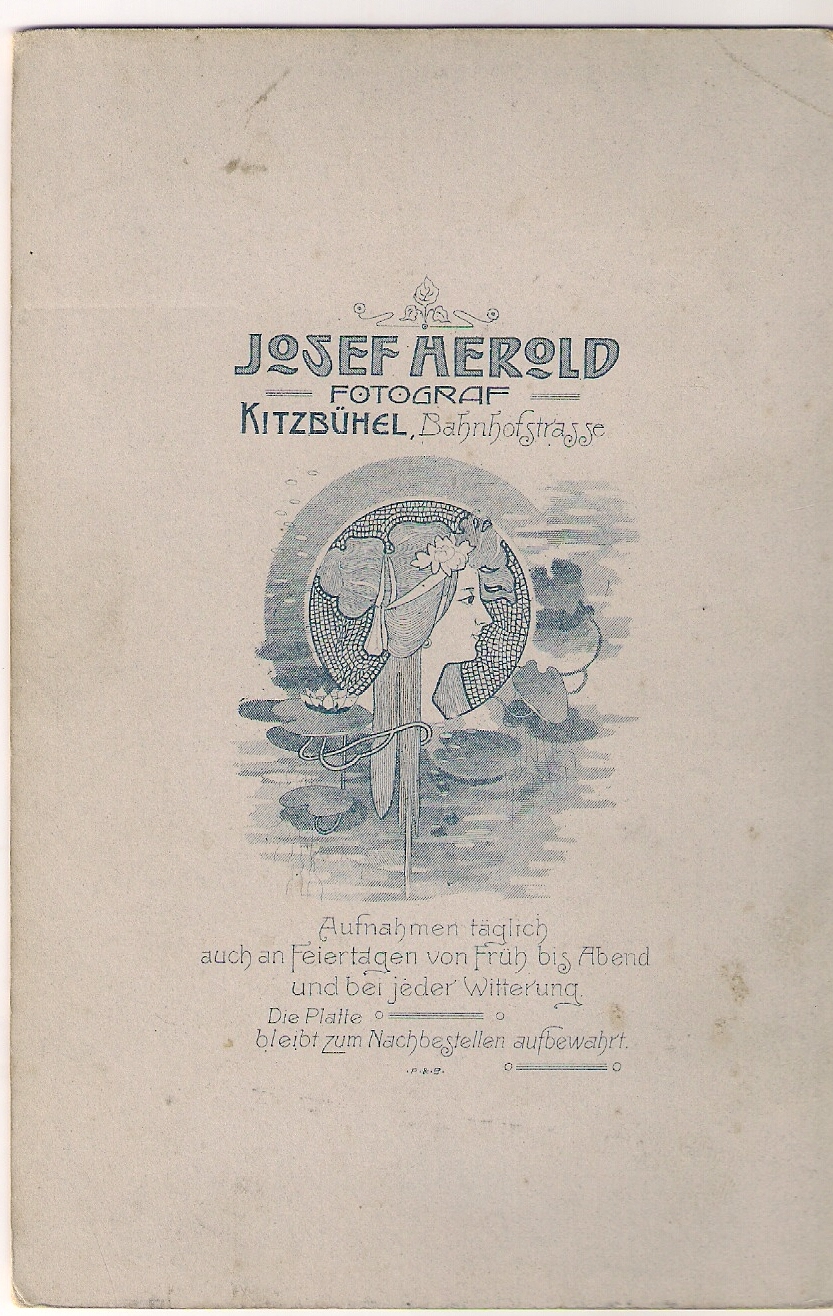 JOSEF HEROLD
FOTOGRAF
KITZBÜHEL, Bahnhofstrasse
Aufnahmen täglich
auch an Feiertagen von Früh bis Abend
und bei jeder Witterung.
Die Platte
bleibt zum Nachbestellen aufbewahrt.